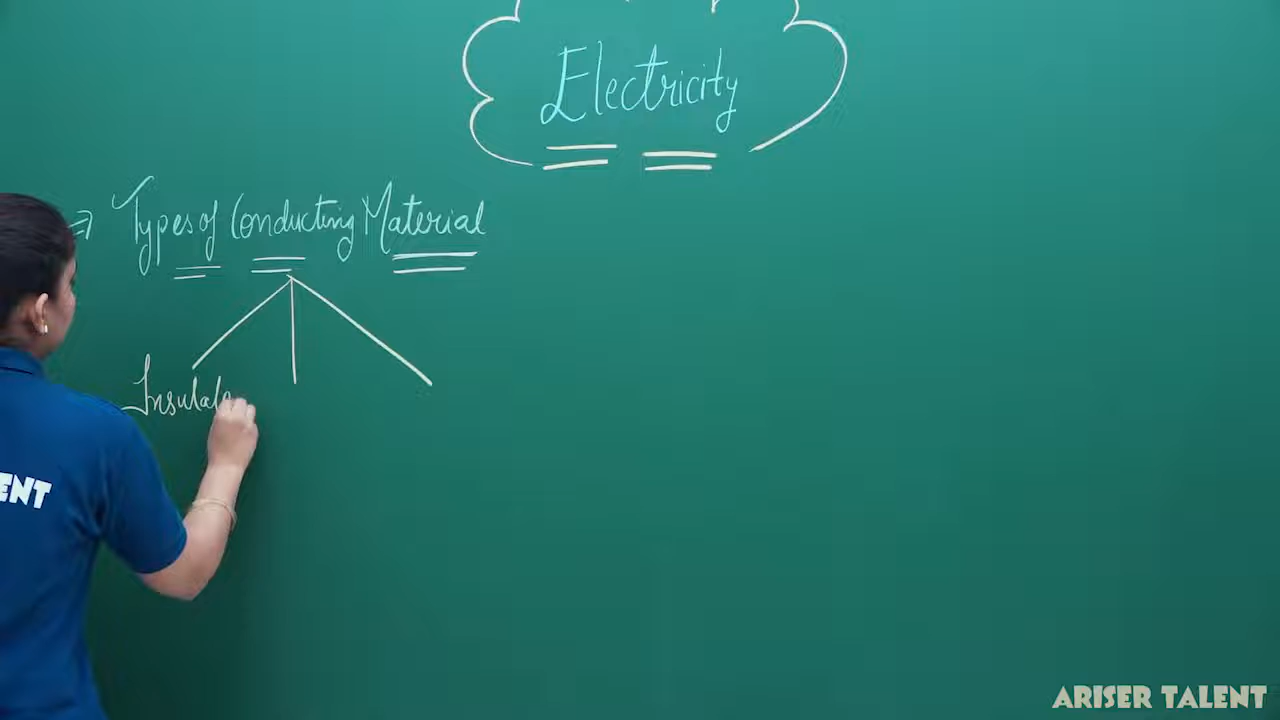 Electricity
⇒ Types of Conducting Material
Insulato
ENT
ARISER TALENT